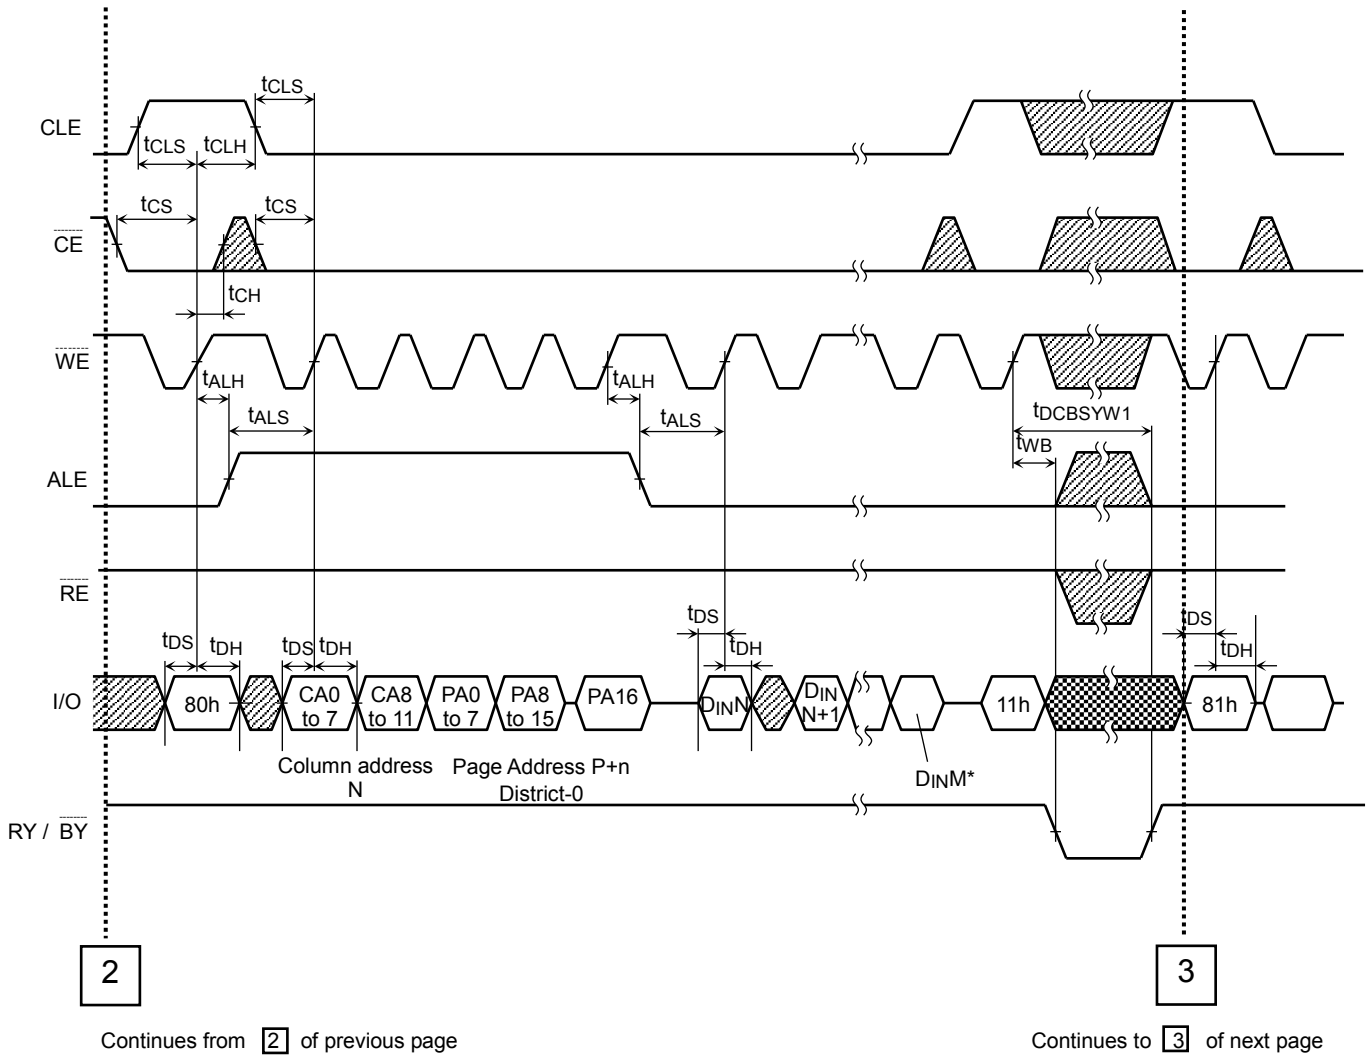 tCLS
CLE
tCLS tCLH
tCS tCS
CE
tCH
WE
tALH tALH
tALS tALS
tDCBSYW1
tWB
ALE
RE
tDS tDH tDS tDH tDS tDH tDS tDH
I/O
80h
CA0 to 7
CA8 to 11
PA0 to 7
PA8 to 15
PA16
DINN
DIN N+1
11h
81h
Column address N
Page Address P+n District-0
DINM*
RY / BY
2
3
Continues from 2 of previous page
Continues to 3 of next page